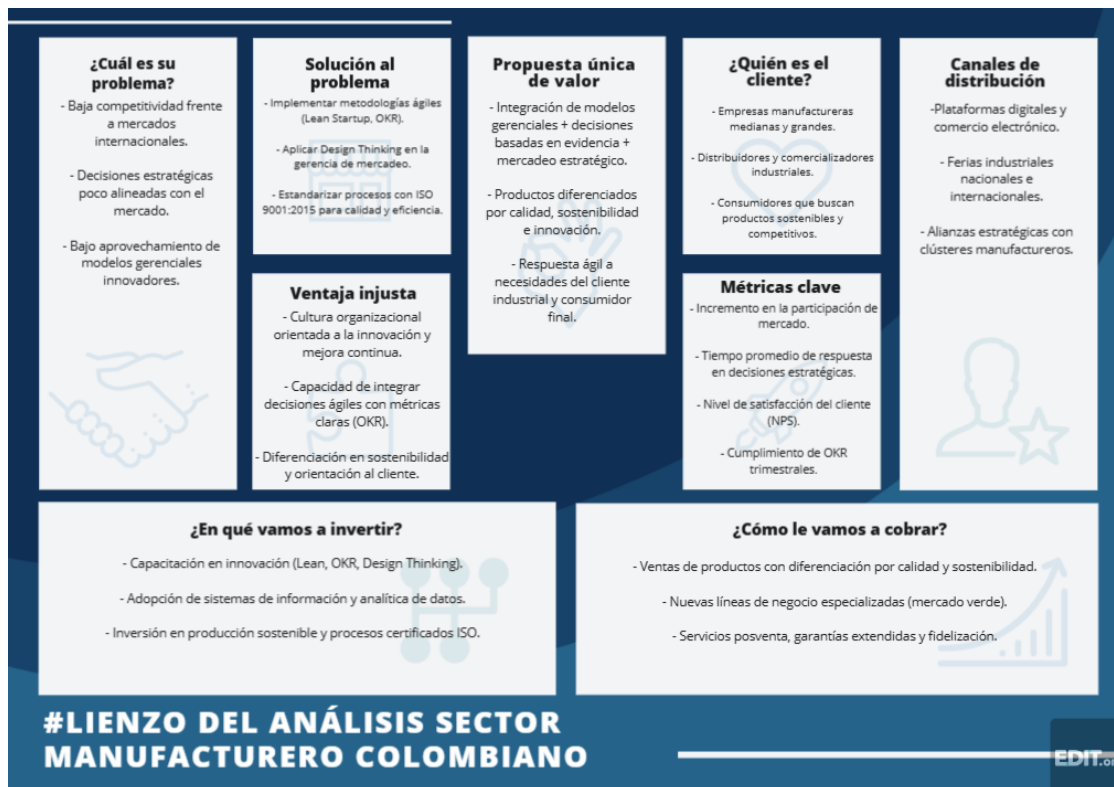 ¿Cuál es su
problema?
- Baja competitividad frente
a mercados
internacionales.
- Decisiones estratégicas
poco alineadas con el
mercado.
- Bajo aprovechamiento de
modelos gerenciales
innovadores.
Solución al
problema
- Implementar metodologías ágiles
(Lean Startup, OKR).
- Aplicar Design Thinking en la
gerencia de mercadeo.
- Estandarizar procesos con ISO
9001:2015 para calidad y eficiencia.
Ventaja injusta
- Cultura organizacional
orientada a la innovación y
mejora continua.
- Capacidad de integrar
decisiones ágiles con métricas
claras (OKR).
- Diferenciación en sostenibilidad
y orientación al cliente.
Propuesta única
de valor
- Integración de modelos
gerenciales + decisiones
basadas en evidencia +
mercadeo estratégico.
- Productos diferenciados
por calidad, sostenibilidad
e innovación.
- Respuesta ágil a
necesidades del cliente
industrial y consumidor
final.
¿Quién es el
cliente?
- Empresas manufactureras
medianas y grandes.
- Distribuidores y comercializadores
industriales.
- Consumidores que buscan
productos sostenibles y
competitivos.
Métricas clave
- Incremento en la participación de
mercado.
- Tiempo promedio de respuesta
en decisiones estratégicas.
- Nivel de satisfacción del cliente
(NPS).
- Cumplimiento de OKR
trimestrales.
Canales de
distribución
-Plataformas digitales y
comercio electrónico.
- Ferias industriales
nacionales e
internacionales.
- Alianzas estratégicas con
clústeres manufactureros.
¿En qué vamos a invertir?
- Capacitación en innovación (Lean, OKR, Design Thinking).
- Adopción de sistemas de información y analítica de datos.
- Inversión en producción sostenible y procesos certificados ISO.
¿Cómo le vamos a cobrar?
- Ventas de productos con diferenciación por calidad y sostenibilidad.
- Nuevas líneas de negocio especializadas (mercado verde).
- Servicios posventa, garantías extendidas y fidelización.
#LIENZO DEL ANÁLISIS SECTOR
MANUFACTURERO COLOMBIANO
EDIT.or